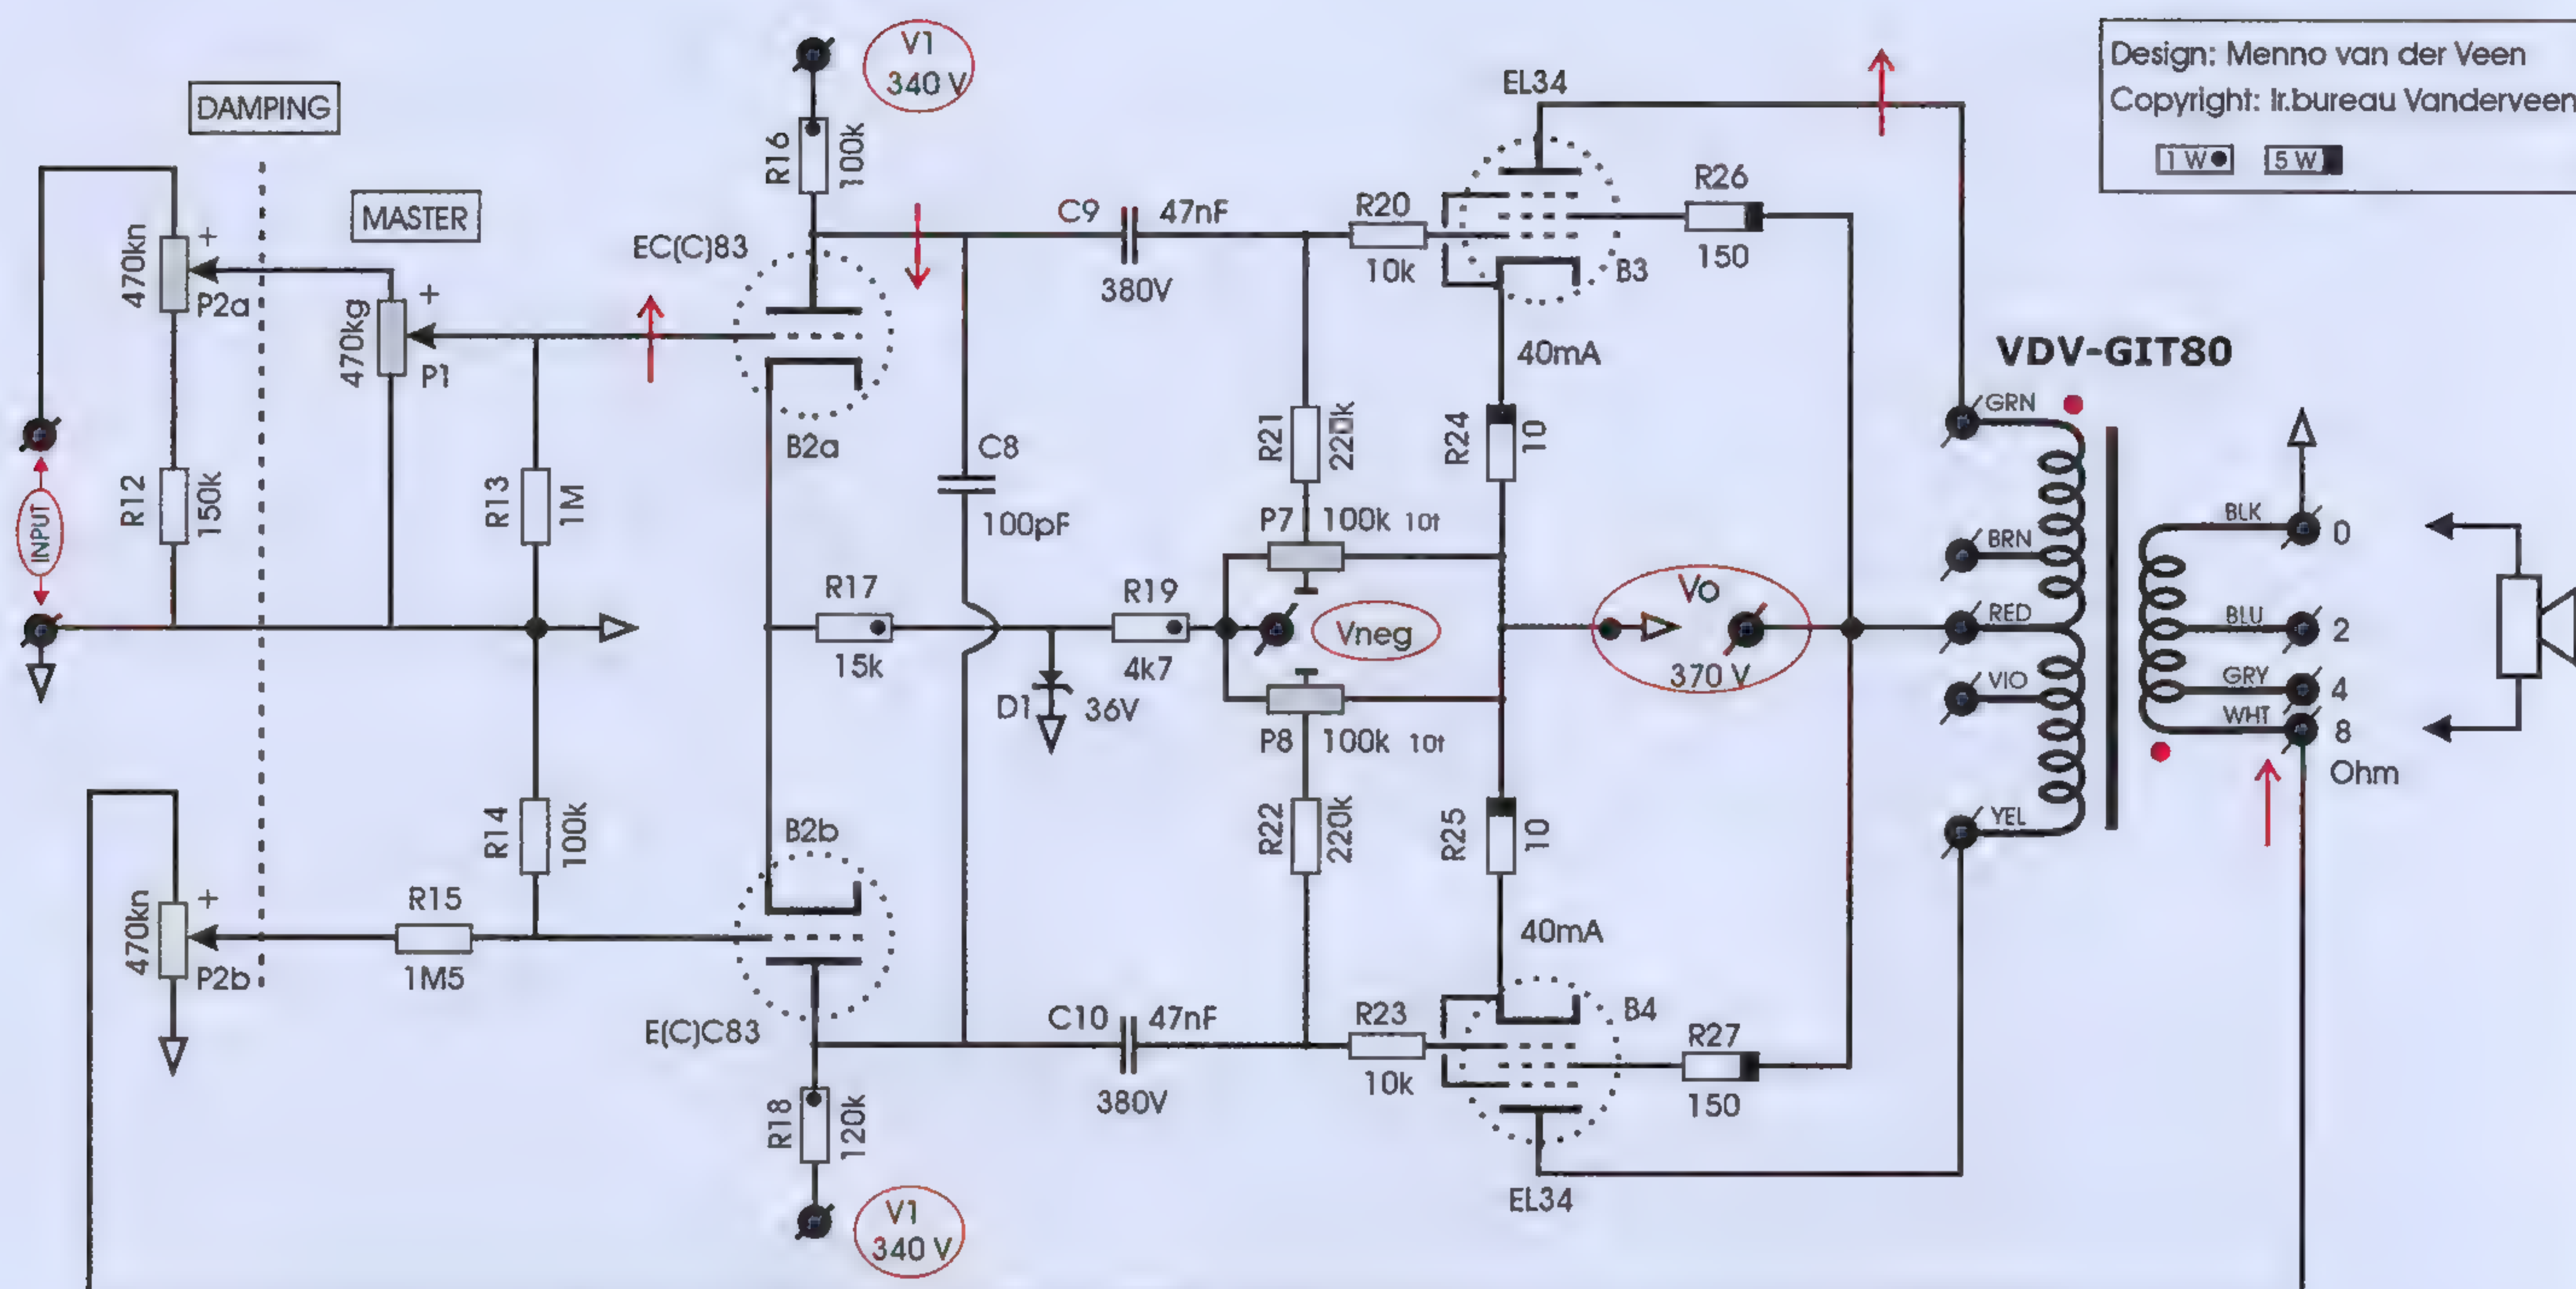 Design: Menno van der Veen
Copyright: Ir.bureau Vanderveen
1 W
5 W
V1
340 V
DAMPING
MASTER
R16
100k
EL34
EC(C)83
C9
47nF
380V
R20
10k
R26
150
B3
470kn
+
P2a
470kg
+
P1
B2a
40mA
VDV-GIT80
INPUT
R12
150k
R13
1M
C8
100pF
R21
220k
R24
10
P7
100k 10t
GRN
BRN
RED
VIO
YEL
BLK
0
BLU
2
GRY
4
WHT
8
Ohm
R17
15k
R19
4k7
Vneg
Vo
370 V
D1
36V
P8
100k 10t
R14
100k
B2b
R22
220k
R25
10
470kn
+
P2b
R15
1M5
40mA
E(C)C83
C10
47nF
380V
R23
10k
B4
R27
150
R18
120k
EL34
V1
340 V